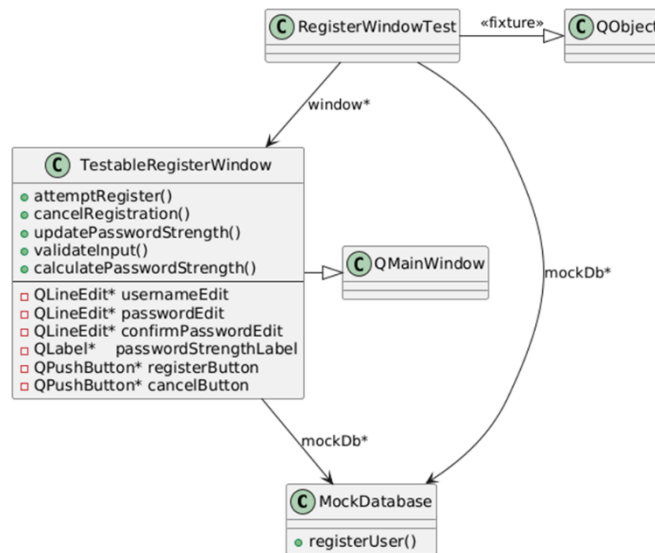 C RegisterWindowTest
«fixture»
C QObject
window*
C TestableRegisterWindow
attemptRegister()
cancelRegistration()
updatePasswordStrength()
validateInput()
calculatePasswordStrength()
QLineEdit* usernameEdit
QLineEdit* passwordEdit
QLineEdit* confirmPasswordEdit
QLabel* passwordStrengthLabel
QPushButton* registerButton
QPushButton* cancelButton
C QMainWindow
mockDb*
mockDb*
C MockDatabase
registerUser()